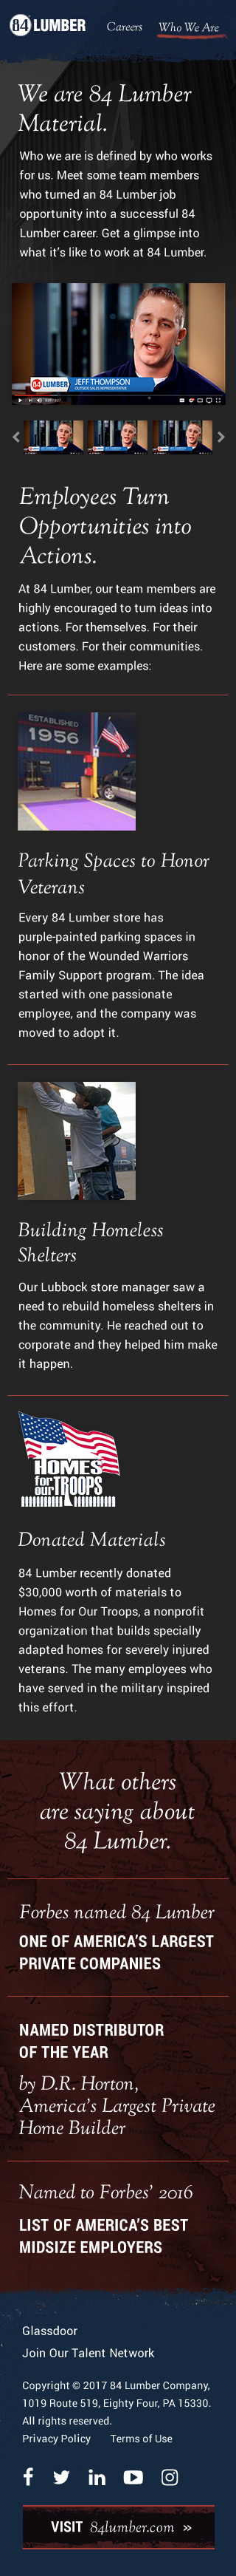 84 LUMBER
Careers
Who We Are
We are 84 Lumber
Material.
Who we are is defined by who works
for us. Meet some team members
who turned an 84 Lumber job
opportunity into a successful 84
Lumber career. Get a glimpse into
what it's like to work at 84 Lumber.
84 LUMBER
JEFF THOMPSON
OUTSIDE SALES REPRESENTATIVE
Employees Turn
Opportunities into
Actions.
At 84 Lumber, our team members are
highly encouraged to turn ideas into
actions. For themselves. For their
customers. For their communities.
Here are some examples:
ESTABLISHED
1956
Parking Spaces to Honor
Veterans
Every 84 Lumber store has
purple-painted parking spaces in
honor of the Wounded Warriors
Family Support program. The idea
started with one passionate
employee, and the company was
moved to adopt it.
Building Homeless
Shelters
Our Lubbock store manager saw a
need to rebuild homeless shelters in
the community. He reached out to
corporate and they helped him make
it happen.
HOMES
for
our TROOPS
Donated Materials
84 Lumber recently donated
$30,000 worth of materials to
Homes for Our Troops, a nonprofit
organization that builds specially
adapted homes for severely injured
veterans. The many employees who
have served in the military inspired
this effort.
What others
are saying about
84 Lumber.
Forbes named 84 Lumber
ONE OF AMERICA'S LARGEST
PRIVATE COMPANIES
NAMED DISTRIBUTOR
OF THE YEAR
by D.R. Horton,
America's Largest Private
Home Builder
Named to Forbes' 2016
LIST OF AMERICA'S BEST
MIDSIZE EMPLOYERS
Glassdoor
Join Our Talent Network
Copyright © 2017 84 Lumber Company,
1019 Route 519, Eighty Four, PA 15330.
All rights reserved.
Privacy Policy
Terms of Use
VISIT 84lumber.com »